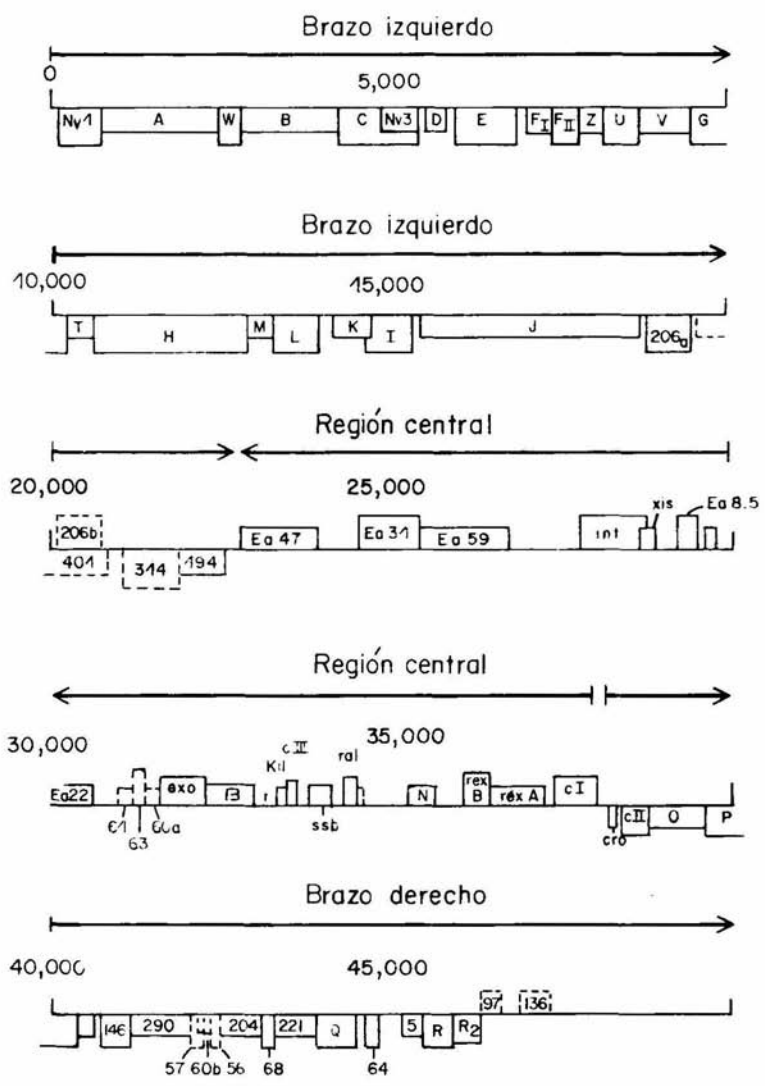 Brazo izquierdo
0
5,000
Nv1 A W B C Nv3 D E FI FII Z U V G
Brazo izquierdo
10,000
15,000
T H M L K I J 206a
Región central
20,000
25,000
xis
Ea 8.5
206b Ea 47 Ea 31 Ea 59 int
401 314 194
Región central
30,000
35,000
cIII
Kil
ral
Ea22 exo β N rex B rex A cI
61
63
60a
ssb
cro cII O P
Brazo derecho
40,000
45,000
97 136
146 290 204 221 Q 5 R R2
57 60b 56 68 64